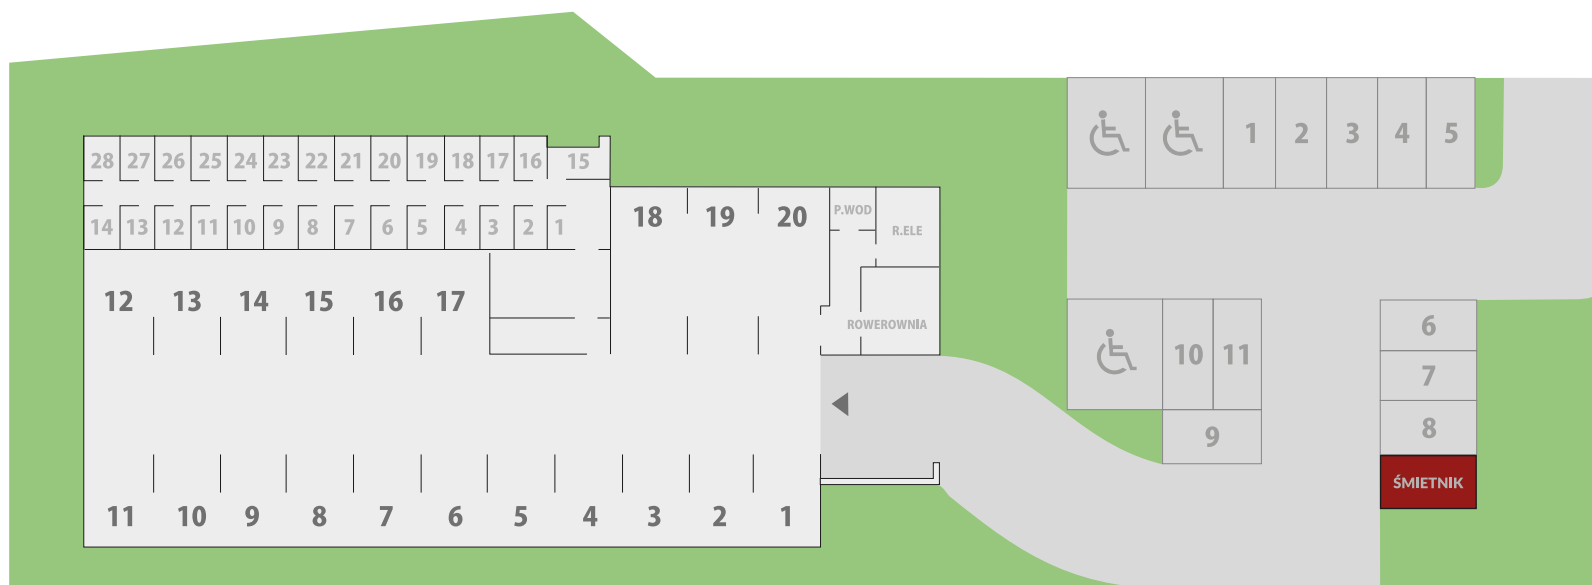 1 2 3 4 5
28 27 26 25 24 23 22 21 20 19 18 17 16 15
14 13 12 11 10 9 8 7 6 5 4 3 2 1
18 19 20
P.WOD
R.ELE
12 13 14 15 16 17
ROWEROWNIA
10 11
9
6
7
8
ŚMIETNIK
11 10 9 8 7 6 5 4 3 2 1